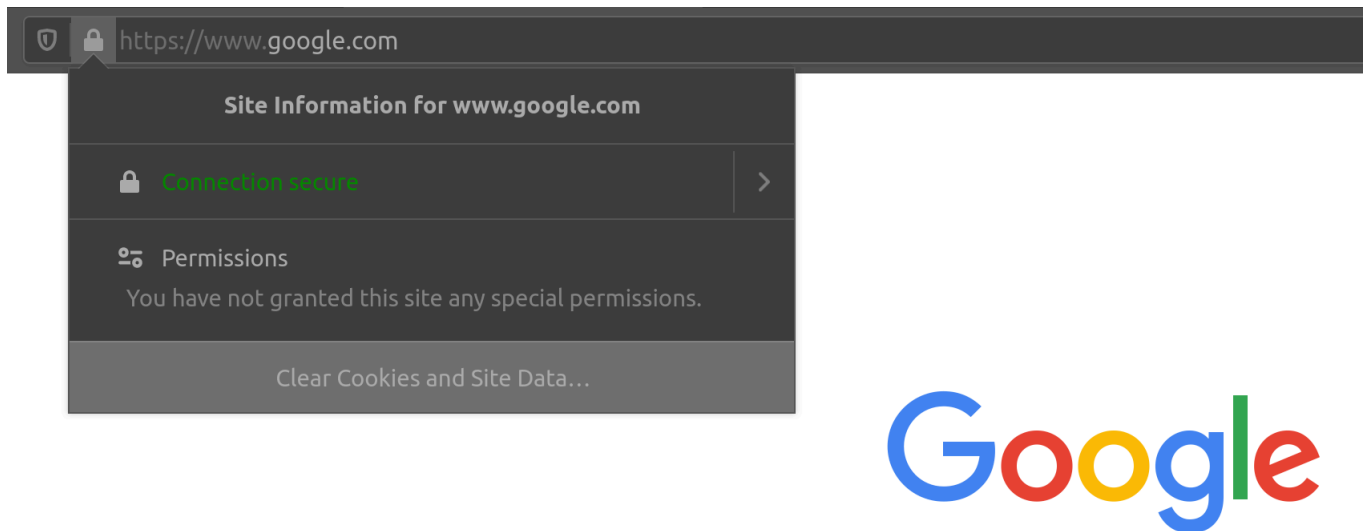 https://www.google.com
Site Information for www.google.com
Connection secure
Permissions
You have not granted this site any special permissions.
Clear Cookies and Site Data…
Google